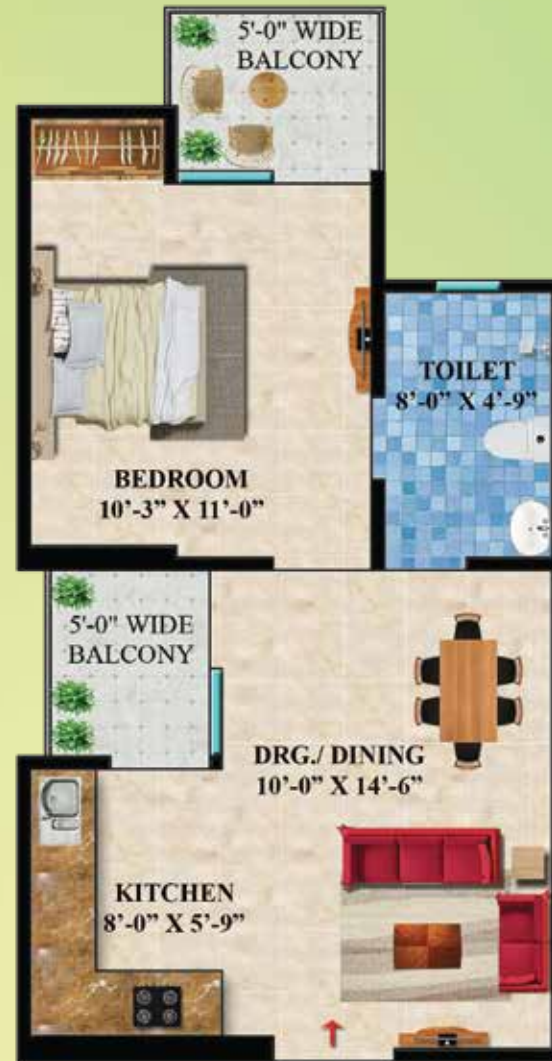 5'-0" WIDE
BALCONY
TOILET
8’-0” X 4’-9”
BEDROOM
10’-3” X 11’-0”
5'-0" WIDE
BALCONY
DRG./ DINING
10’-0” X 14’-6”
KITCHEN
8’-0” X 5’-9”